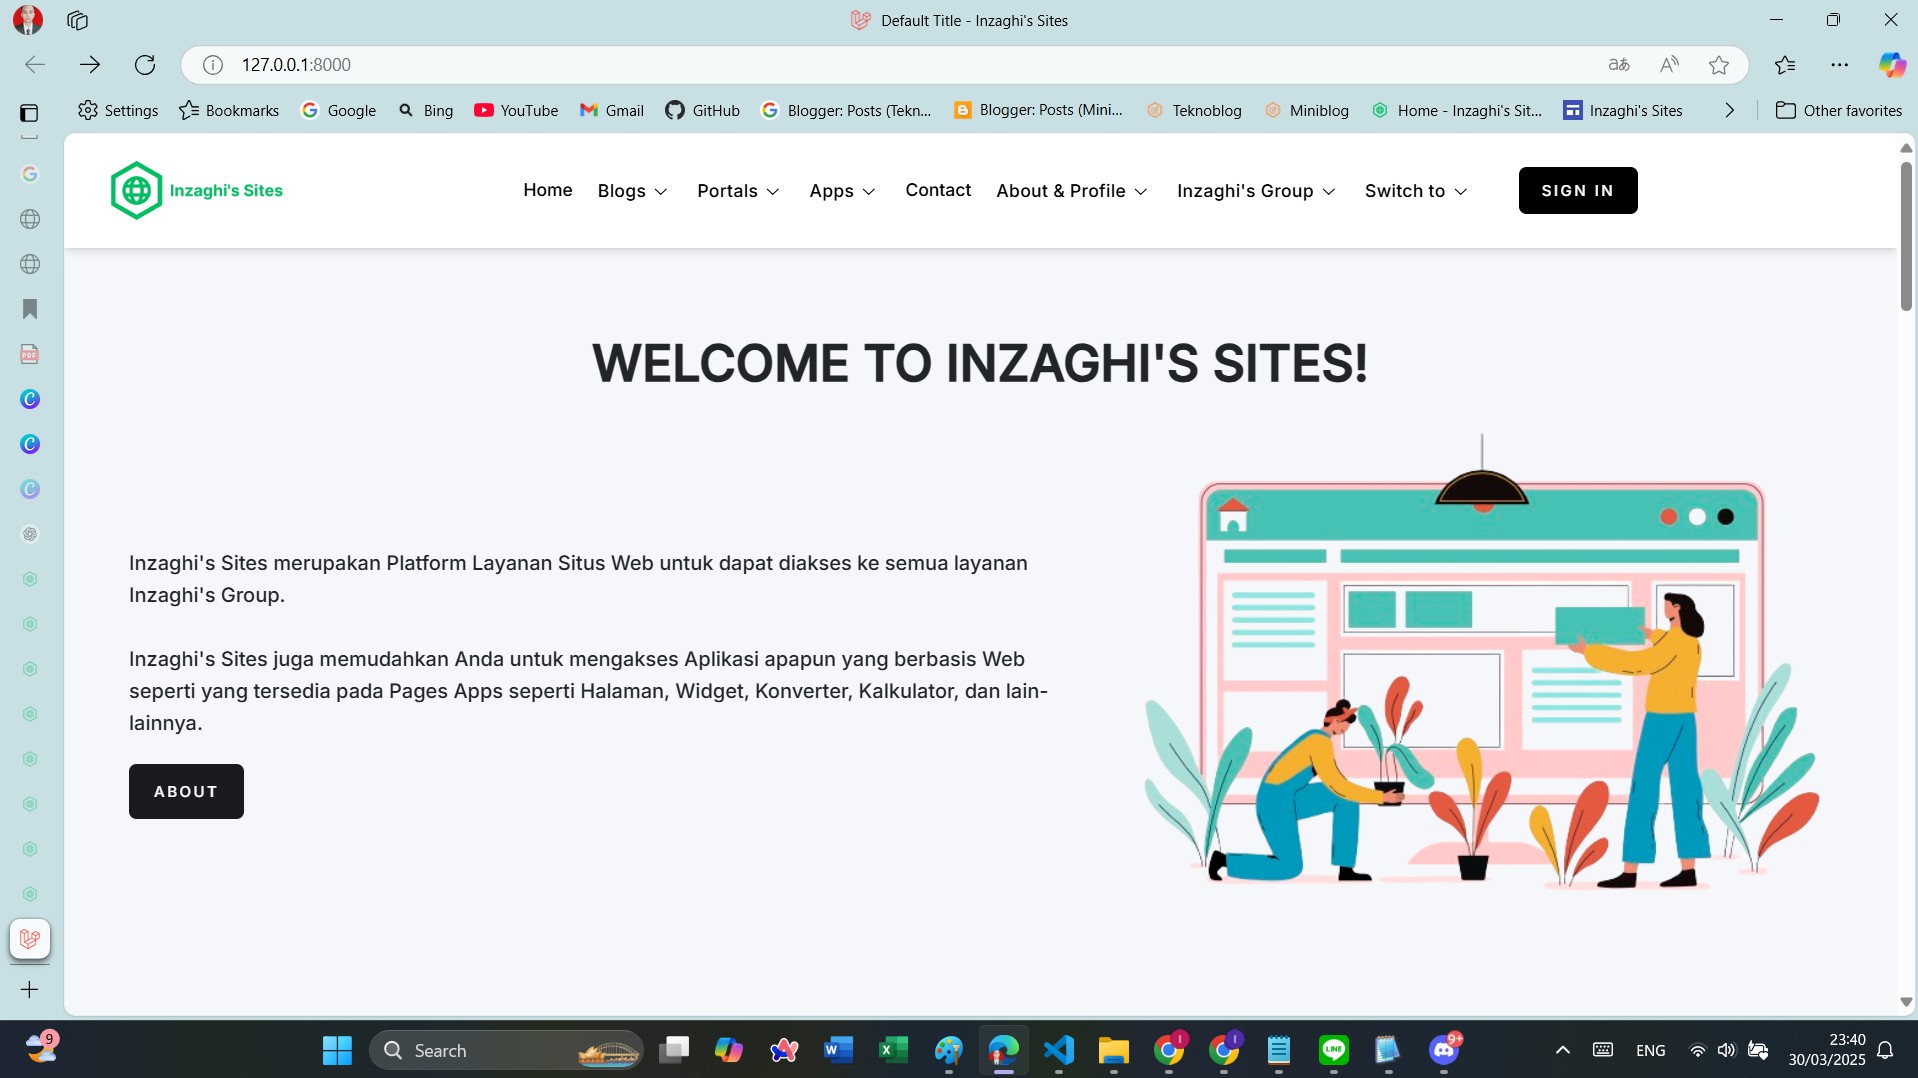 Default Title - Inzaghi's Sites
127.0.0.1:8000
aあ
Settings Bookmarks Google Bing YouTube Gmail GitHub Blogger: Posts (Tekn... Blogger: Posts (Mini... Teknoblog Miniblog Home - Inzaghi's Sit... Inzaghi's Sites Other favorites
Inzaghi's Sites Home Blogs Portals Apps Contact About & Profile Inzaghi's Group Switch to SIGN IN
WELCOME TO INZAGHI'S SITES!
Inzaghi's Sites merupakan Platform Layanan Situs Web untuk dapat diakses ke semua layanan
Inzaghi's Group.
Inzaghi's Sites juga memudahkan Anda untuk mengakses Aplikasi apapun yang berbasis Web
seperti yang tersedia pada Pages Apps seperti Halaman, Widget, Konverter, Kalkulator, dan lain-
lainnya.
ABOUT
9
Search
9+
ENG
23:40
30/03/2025